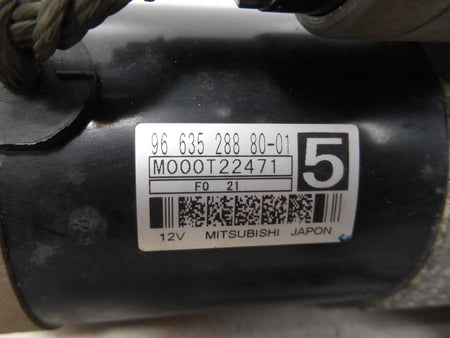 96 635 288 80-01
M000T22471
5
F0 21
12V MITSUBISHI JAPON